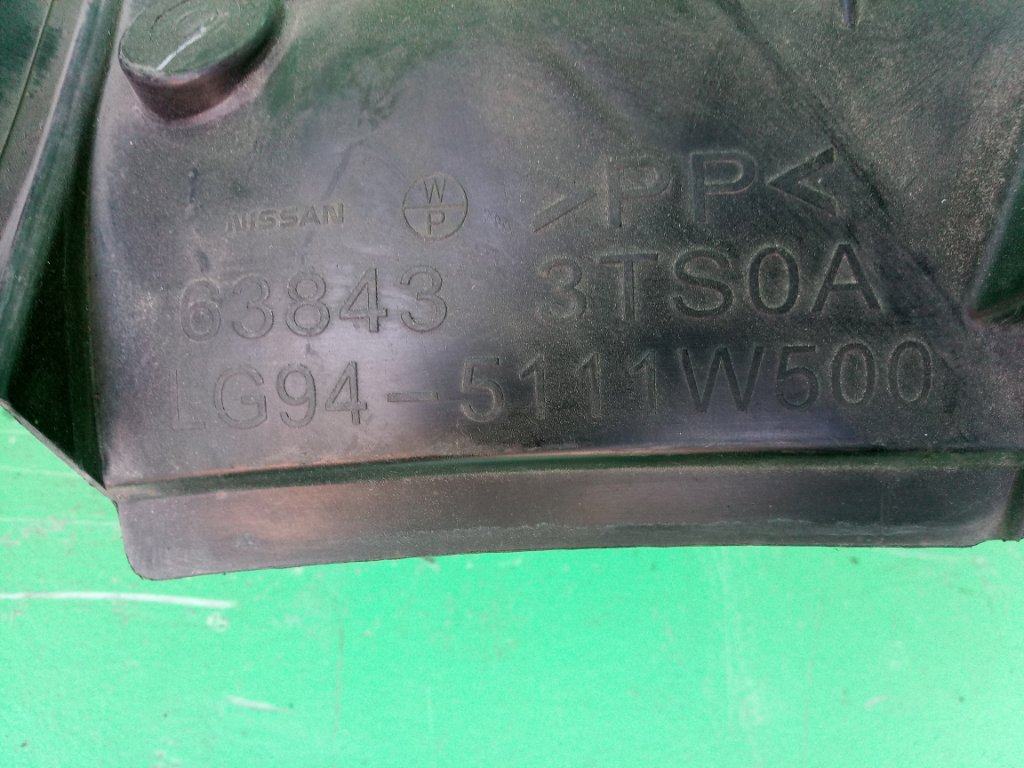 NISSAN W P >PP<
63843 3TS0A
LG94-5111W500